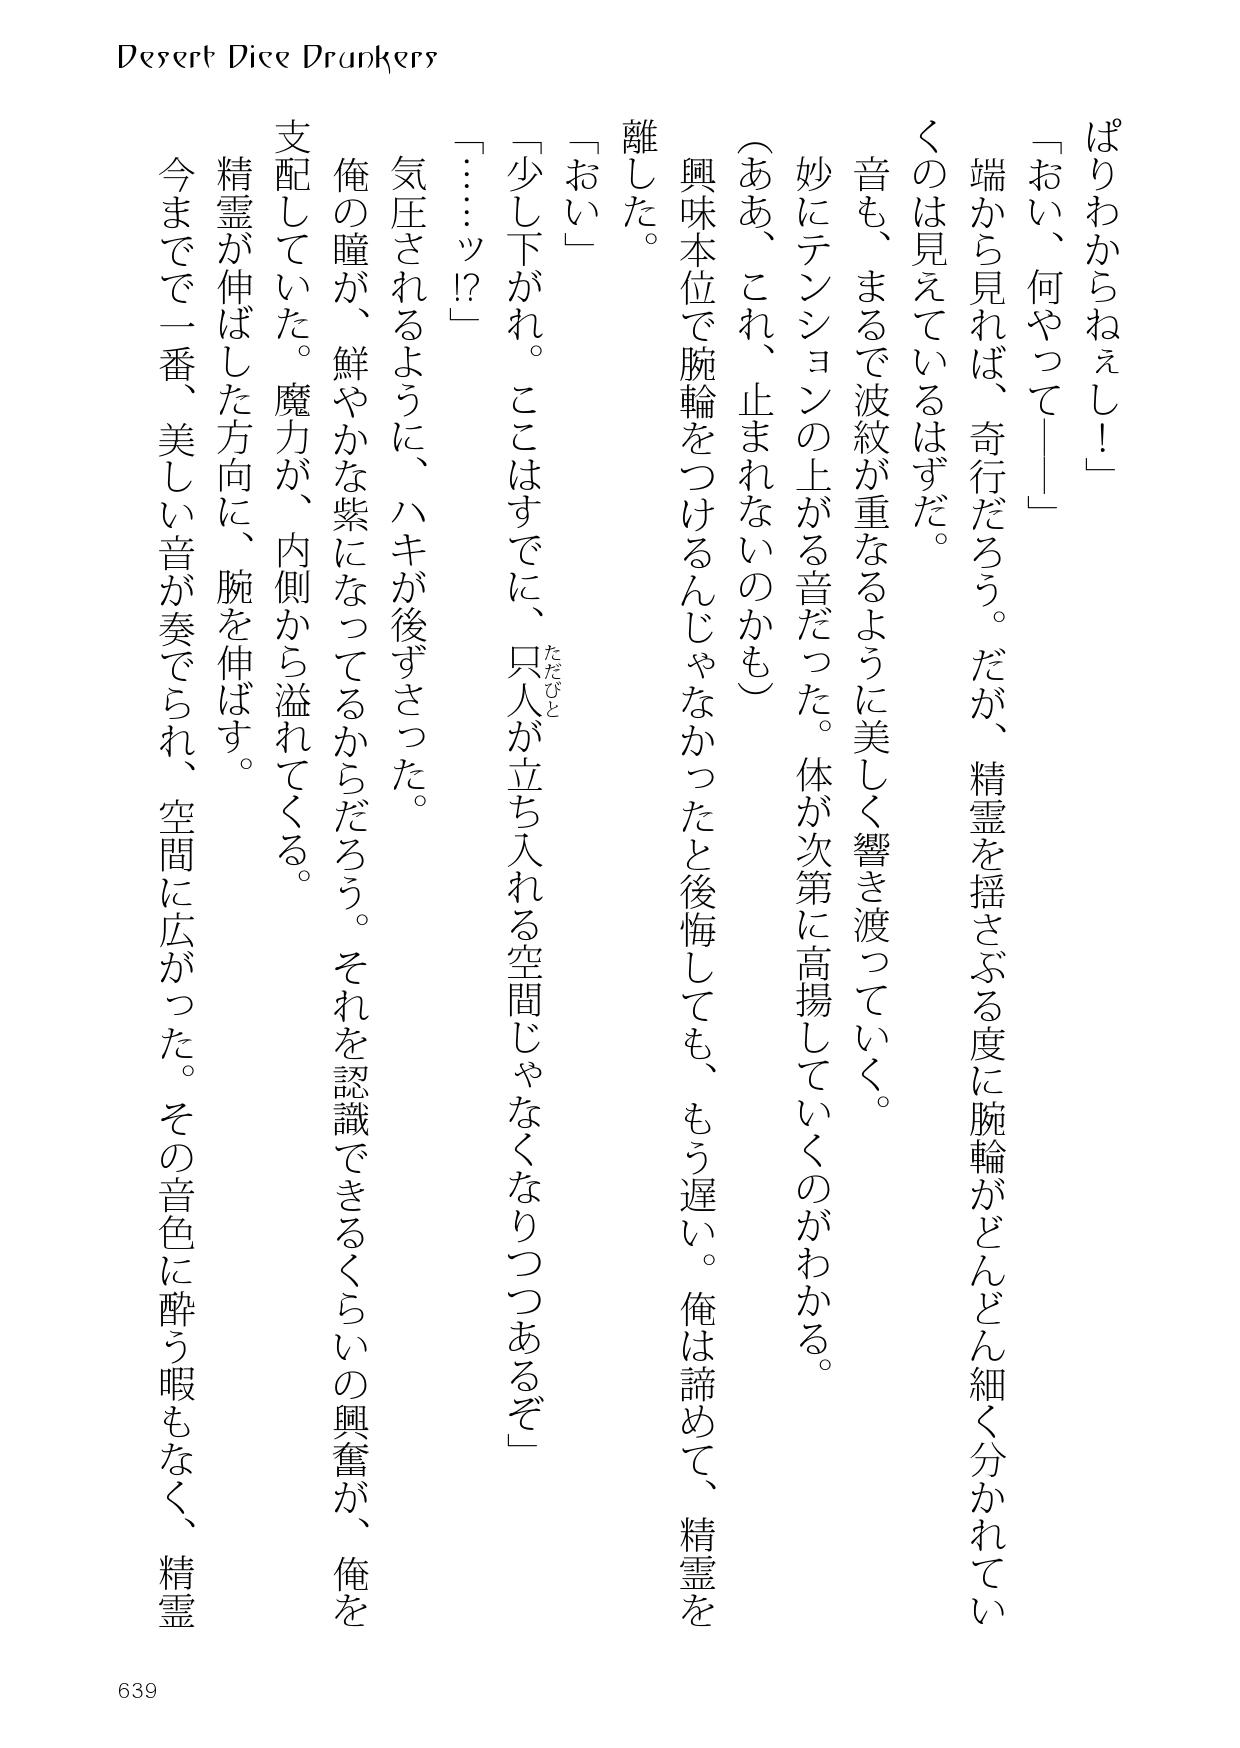 Desert Dice Drunkers
ぱりわからねぇし！」
「おい、何やって――」
　端から見れば、奇行だろう。だが、精霊を揺さぶる度に腕輪がどんどん細く分かれてい
くのは見えているはずだ。
　音も、まるで波紋が重なるように美しく響き渡っていく。
　妙にテンションの上がる音だった。体が次第に高揚していくのがわかる。
（ああ、これ、止まれないのかも）
　興味本位で腕輪をつけるんじゃなかったと後悔しても、もう遅い。俺は諦めて、精霊を
離した。
「おい」
「少し下がれ。ここはすでに、只人ただびとが立ち入れる空間じゃなくなりつつあるぞ」
「……ッ!?」
　気圧されるように、ハキが後ずさった。
　俺の瞳が、鮮やかな紫になってるからだろう。それを認識できるくらいの興奮が、俺を
支配していた。魔力が、内側から溢れてくる。
　精霊が伸ばした方向に、腕を伸ばす。
　今までで一番、美しい音が奏でられ、空間に広がった。その音色に酔う暇もなく、精霊
639